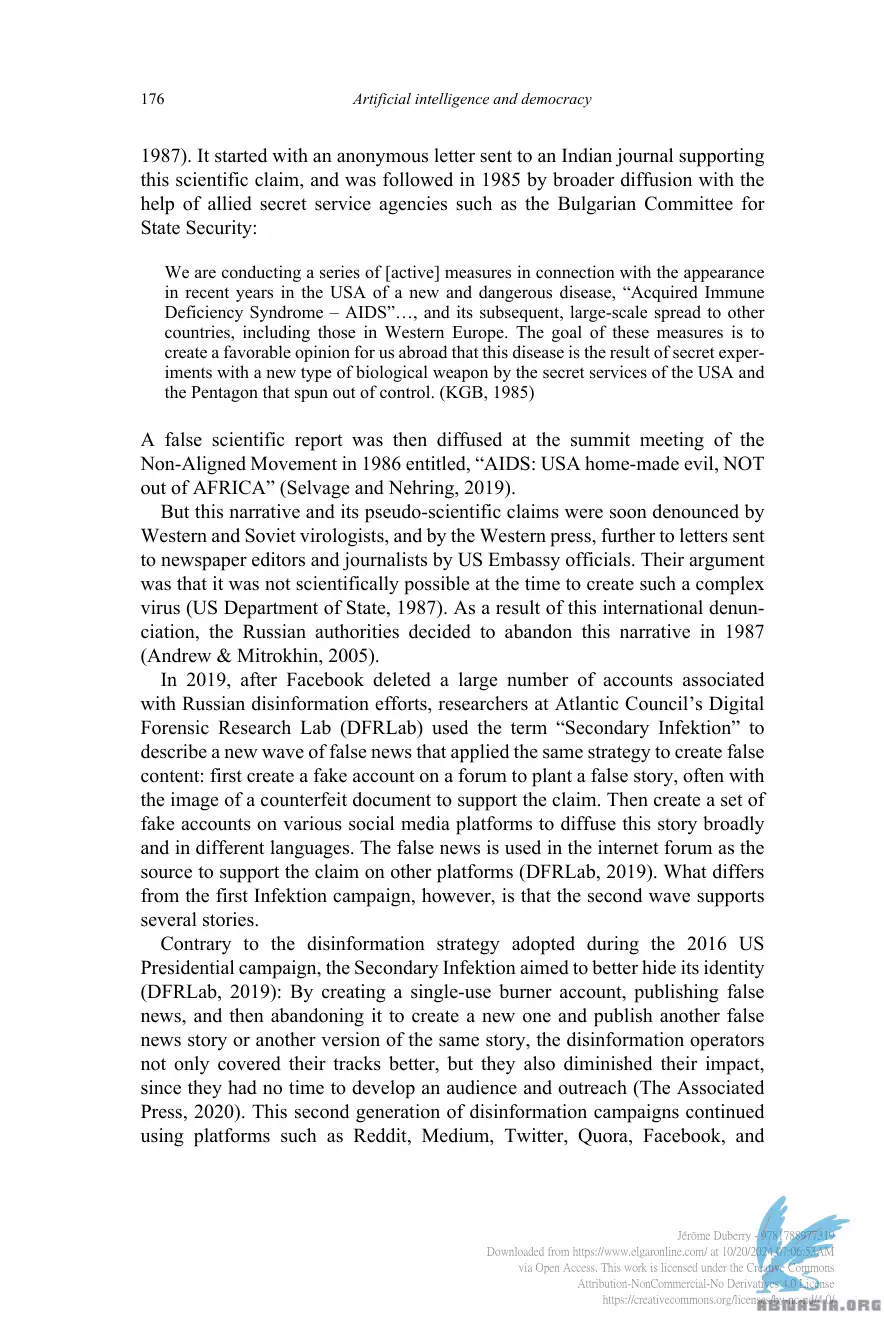 176 Artificial intelligence and democracy
1987). It started with an anonymous letter sent to an Indian journal supporting
this scientific claim, and was followed in 1985 by broader diffusion with the
help of allied secret service agencies such as the Bulgarian Committee for
State Security:
We are conducting a series of [active] measures in connection with the appearance
in recent years in the USA of a new and dangerous disease, “Acquired Immune
Deficiency Syndrome – AIDS”…, and its subsequent, large-scale spread to other
countries, including those in Western Europe. The goal of these measures is to
create a favorable opinion for us abroad that this disease is the result of secret exper-
iments with a new type of biological weapon by the secret services of the USA and
the Pentagon that spun out of control. (KGB, 1985)
A false scientific report was then diffused at the summit meeting of the
Non-Aligned Movement in 1986 entitled, “AIDS: USA home-made evil, NOT
out of AFRICA” (Selvage and Nehring, 2019).
But this narrative and its pseudo-scientific claims were soon denounced by
Western and Soviet virologists, and by the Western press, further to letters sent
to newspaper editors and journalists by US Embassy officials. Their argument
was that it was not scientifically possible at the time to create such a complex
virus (US Department of State, 1987). As a result of this international denun-
ciation, the Russian authorities decided to abandon this narrative in 1987
(Andrew & Mitrokhin, 2005).
In 2019, after Facebook deleted a large number of accounts associated
with Russian disinformation efforts, researchers at Atlantic Council’s Digital
Forensic Research Lab (DFRLab) used the term “Secondary Infektion” to
describe a new wave of false news that applied the same strategy to create false
content: first create a fake account on a forum to plant a false story, often with
the image of a counterfeit document to support the claim. Then create a set of
fake accounts on various social media platforms to diffuse this story broadly
and in different languages. The false news is used in the internet forum as the
source to support the claim on other platforms (DFRLab, 2019). What differs
from the first Infektion campaign, however, is that the second wave supports
several stories.
Contrary to the disinformation strategy adopted during the 2016 US
Presidential campaign, the Secondary Infektion aimed to better hide its identity
(DFRLab, 2019): By creating a single-use burner account, publishing false
news, and then abandoning it to create a new one and publish another false
news story or another version of the same story, the disinformation operators
not only covered their tracks better, but they also diminished their impact,
since they had no time to develop an audience and outreach (The Associated
Press, 2020). This second generation of disinformation campaigns continued
using platforms such as Reddit, Medium, Twitter, Quora, Facebook, and
Jérôme Duberry - 9781788977319
Downloaded from https://www.elgaronline.com/ at 10/20/2024 07:06:53AM
via Open Access. This work is licensed under the Creative Commons
Attribution-NonCommercial-No Derivatives 4.0 License
https://creativecommons.org/licenses/by-nc-nd/4.0/
ABTWASIA.ORG